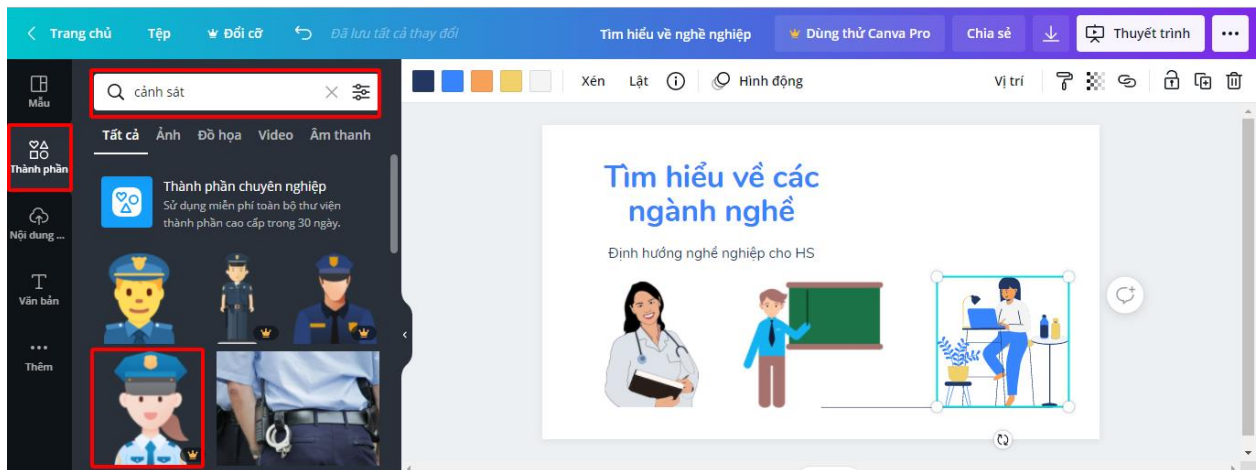 Trang chủ Tệp Đổi cỡ Đã lưu tất cả thay đổi Tìm hiểu về nghề nghiệp Dùng thử Canva Pro Chia sẻ Thuyết trình
Mẫu
Thành phần
Nội dung ...
Văn bản
Thêm
cảnh sát
Tất cả Ảnh Đồ họa Video Âm thanh
Thành phần chuyên nghiệp
Sử dụng miễn phí toàn bộ thư viện
thành phần cao cấp trong 30 ngày.
Xén Lật Hình động Vị trí
Tìm hiểu về các
ngành nghề
Định hướng nghề nghiệp cho HS